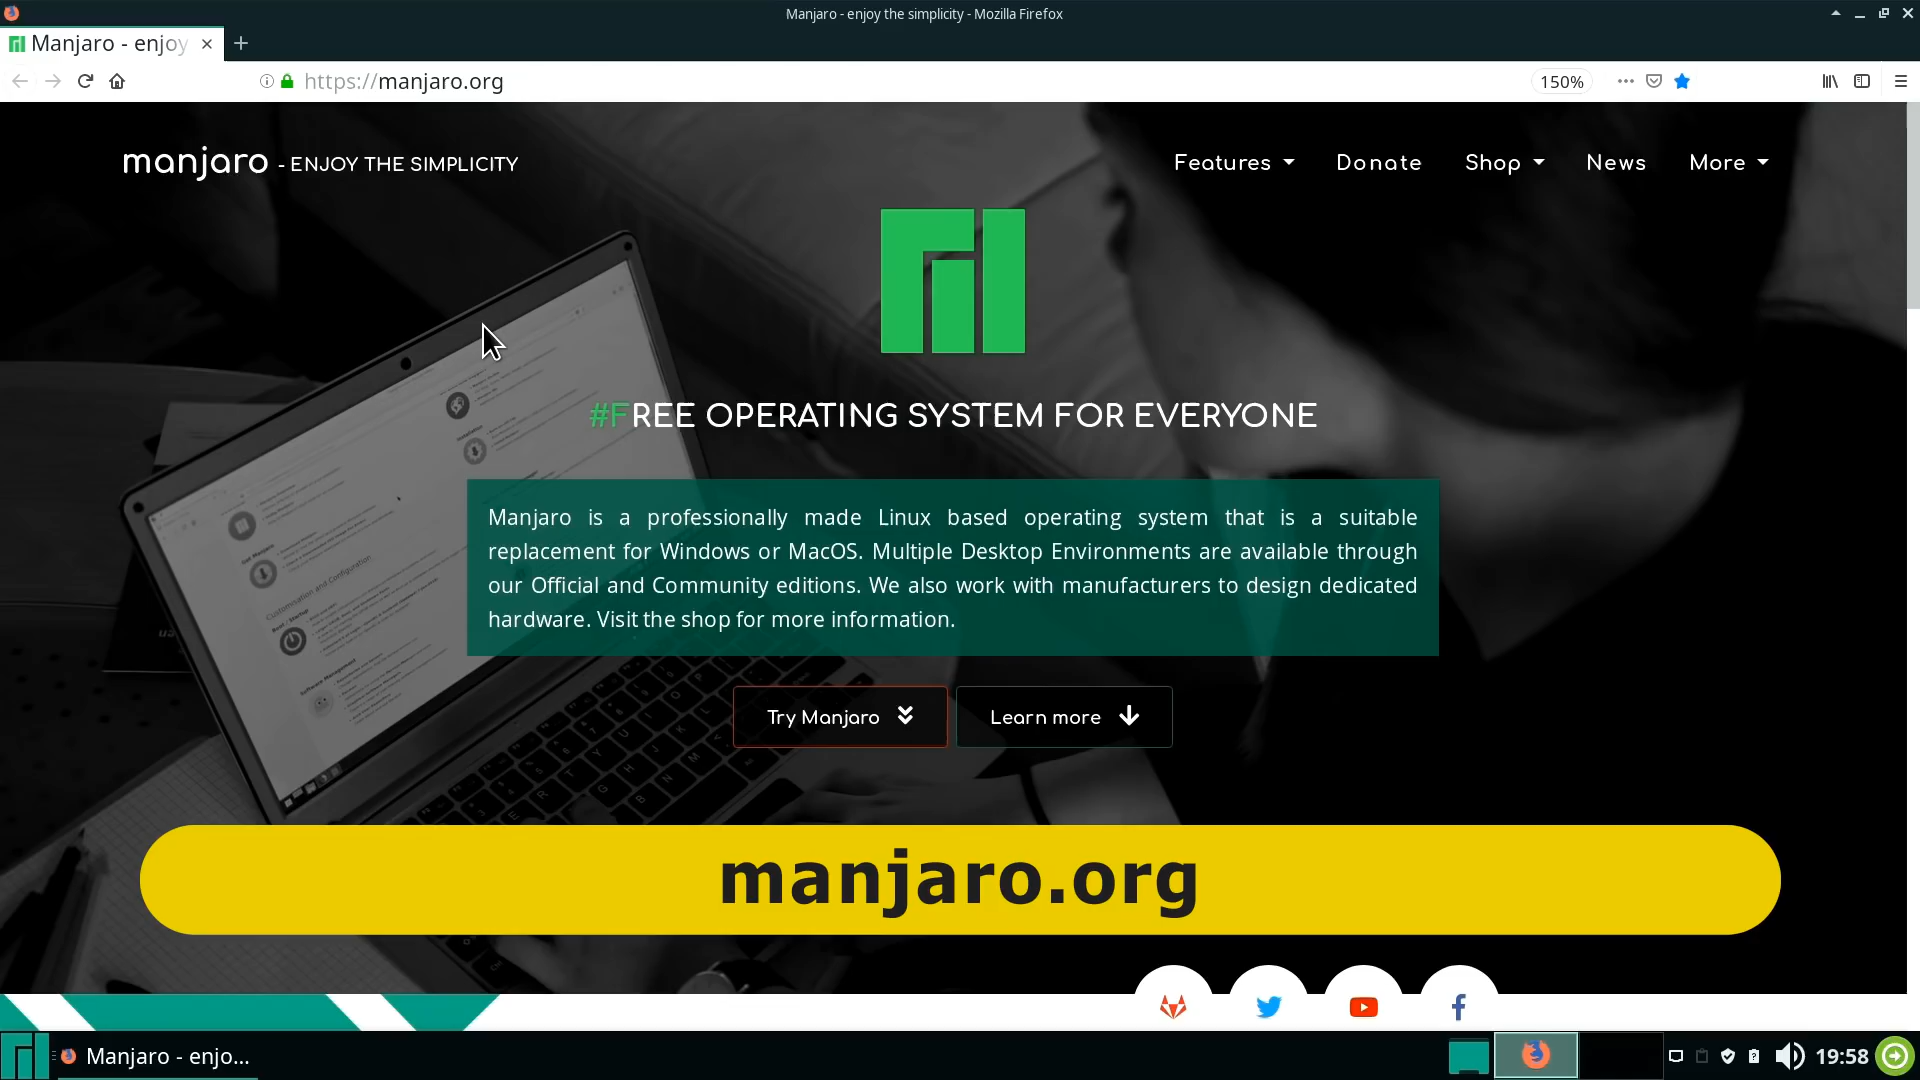 Manjaro - enjoy the simplicity - Mozilla Firefox
Manjaro - enjoy
https://manjaro.org
150%
manjaro - ENJOY THE SIMPLICITY
Features
Donate
Shop
News
More
#FREE OPERATING SYSTEM FOR EVERYONE
Manjaro is a professionally made Linux based operating system that is a suitable
replacement for Windows or MacOS. Multiple Desktop Environments are available through
our Official and Community editions. We also work with manufacturers to design dedicated
hardware. Visit the shop for more information.
Try Manjaro
Learn more
manjaro.org
Manjaro - enjo...
19:58